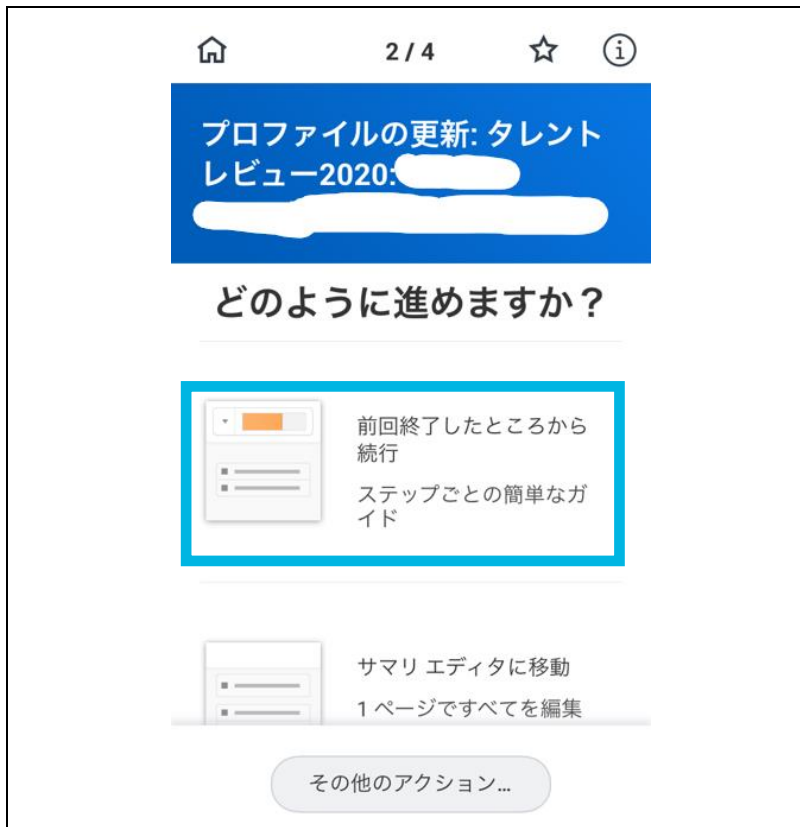 2 / 4
プロファイルの更新: タレント
レビュー2020:
どのように進めますか？
前回終了したところから
続行
ステップごとの簡単なガ
イド
サマリ エディタに移動
1 ページですべてを編集
その他のアクション...